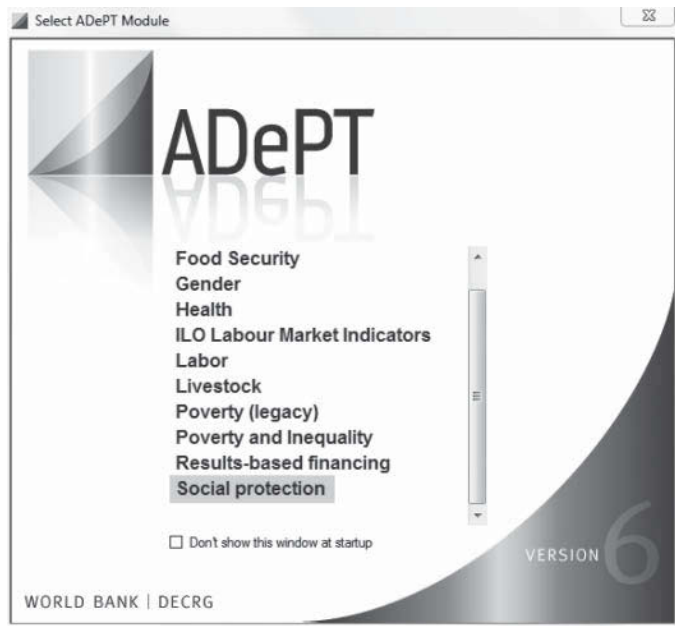 Select ADePT Module
ADePT
Food Security
Gender
Health
ILO Labour Market Indicators
Labor
Livestock
Poverty (legacy)
Poverty and Inequality
Results-based financing
Social protection
Don't show this window at startup
VERSION 6
WORLD BANK | DECRG